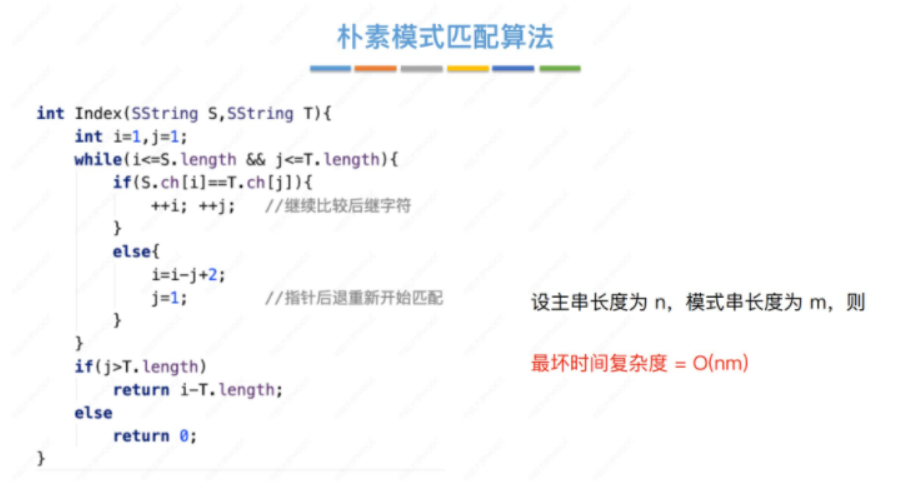 朴素模式匹配算法
int Index(SString S,SString T){
int i=1,j=1;
while(i<=S.length && j<=T.length){
if(S.ch[i]==T.ch[j]){
++i; ++j; //继续比较后继字符
}
else{
i=i-j+2;
j=1; //指针后退重新开始匹配
}
}
if(j>T.length)
return i-T.length;
else
return 0;
}
设主串长度为 n，模式串长度为 m，则
最坏时间复杂度 = O(nm)